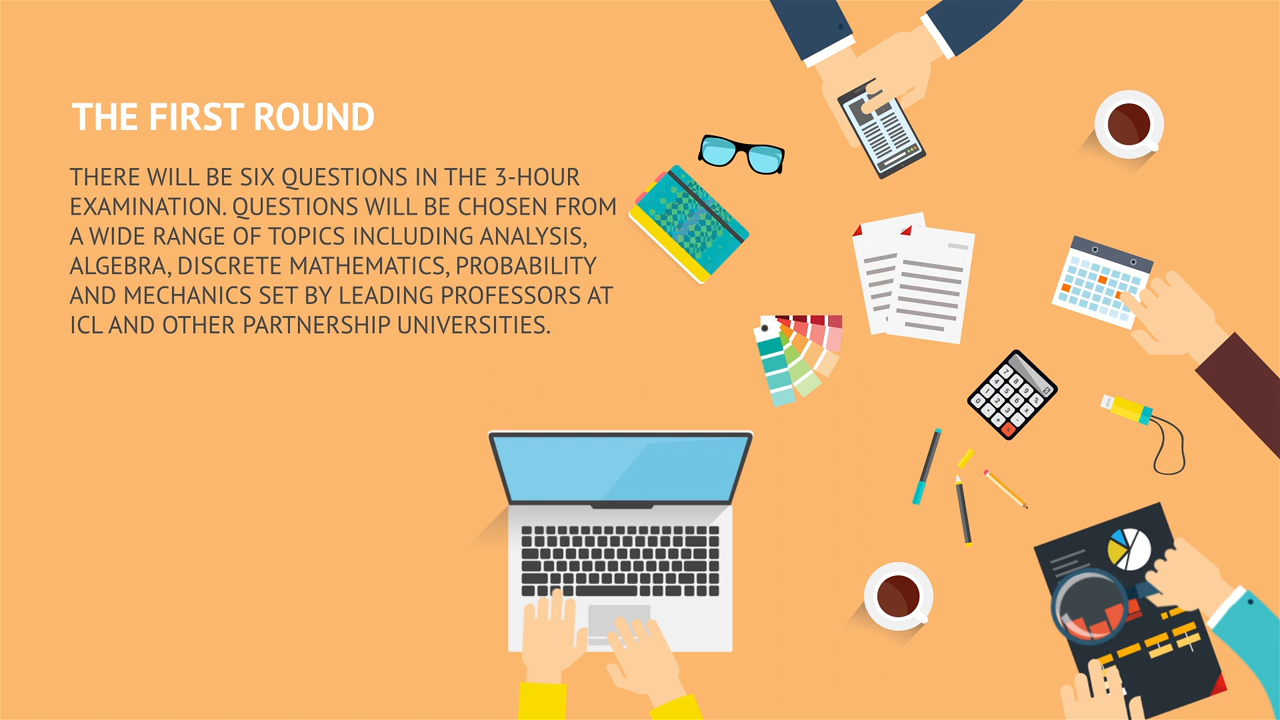 THE FIRST ROUND
THERE WILL BE SIX QUESTIONS IN THE 3-HOUR
EXAMINATION. QUESTIONS WILL BE CHOSEN FROM
A WIDE RANGE OF TOPICS INCLUDING ANALYSIS,
ALGEBRA, DISCRETE MATHEMATICS, PROBABILITY
AND MECHANICS SET BY LEADING PROFESSORS AT
ICL AND OTHER PARTNERSHIP UNIVERSITIES.